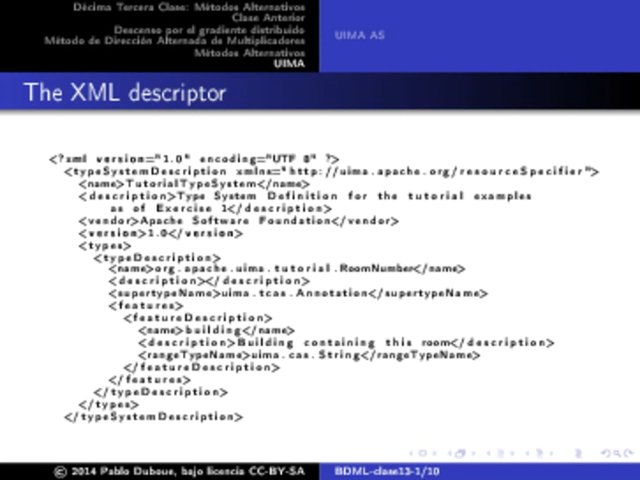 Décima Tercera Clase: Métodos Alternativos
Clase Anterior
Descenso por el gradiente distribuido
Método de Dirección Alternada de Multiplicadores
Métodos Alternativos
UIMA
UIMA AS
The XML descriptor
<?xml version="1.0" encoding="UTF 8" ?>
<typeSystemDescription xmlns="http://uima.apache.org/resourceSpecifier">
<name>TutorialTypeSystem</name>
<description>Type System Definition for the tutorial examples
as of Exercise 1</description>
<vendor>Apache Software Foundation</vendor>
<version>1.0</version>
<types>
<typeDescription>
<name>org.apache.uima.tutorial.RoomNumber</name>
<description></description>
<supertypeName>uima.tcas.Annotation</supertypeName>
<features>
<featureDescription>
<name>building</name>
<description>Building containing this room</description>
<rangeTypeName>uima.cas.String</rangeTypeName>
</featureDescription>
</features>
</typeDescription>
</types>
</typeSystemDescription>
© 2014 Pablo Duboue, bajo licencia CC-BY-SA
BDML-clase13-1/10